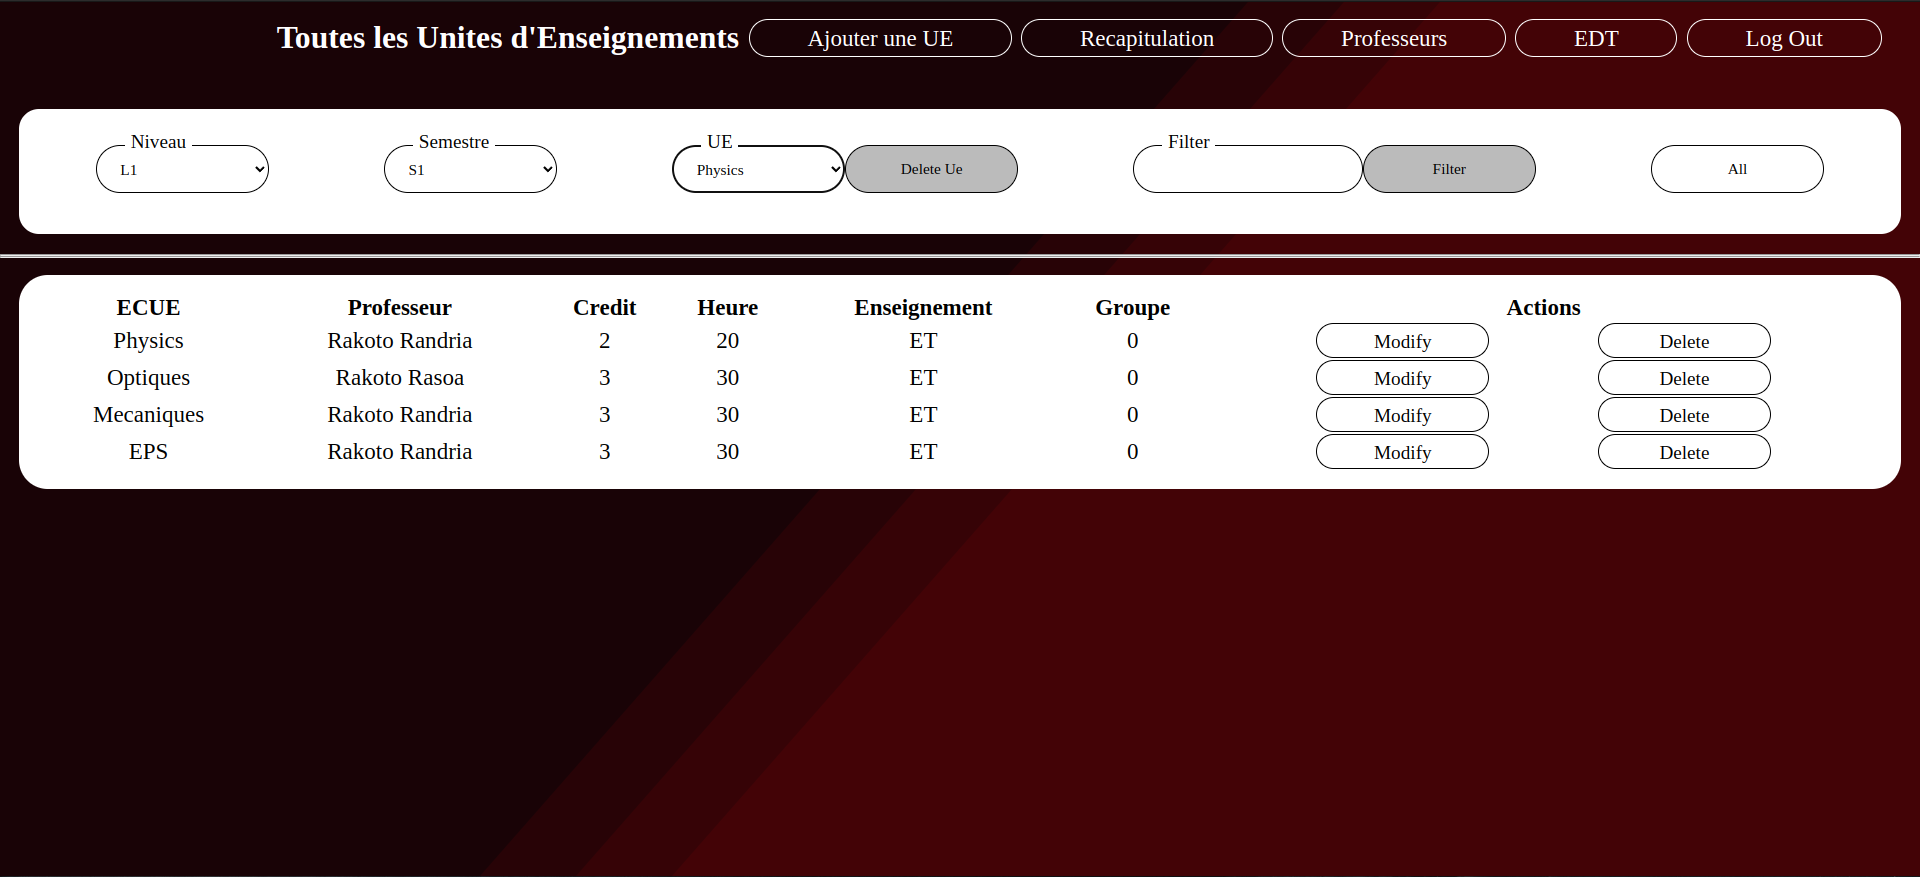 Toutes les Unites d'Enseignements Ajouter une UE Recapitulation Professeurs EDT Log Out
Niveau Semestre UE Filter
L1 S1 Physics Delete Ue Filter All
ECUE Professeur Credit Heure Enseignement Groupe Actions
Physics Rakoto Randria 2 20 ET 0 Modify Delete
Optiques Rakoto Rasoa 3 30 ET 0 Modify Delete
Mecaniques Rakoto Randria 3 30 ET 0 Modify Delete
EPS Rakoto Randria 3 30 ET 0 Modify Delete